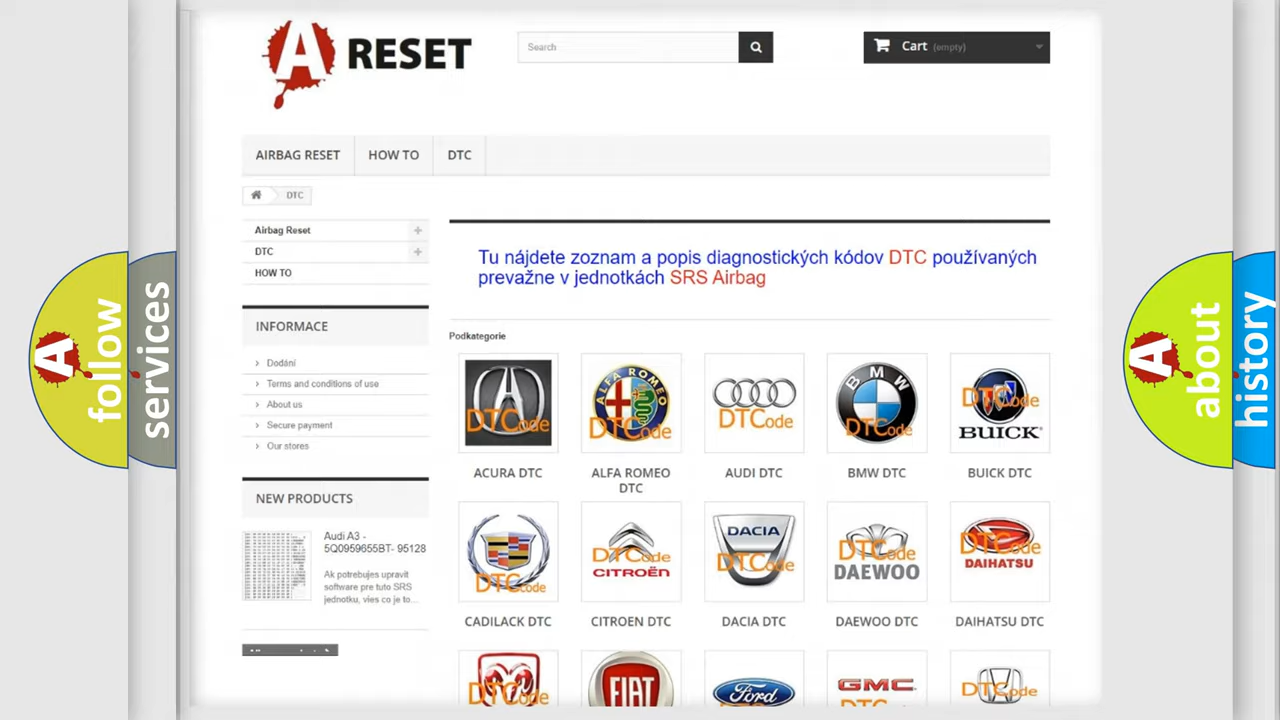 A RESET
Search
Cart (empty)
AIRBAG RESET
HOW TO
DTC
DTC
Airbag Reset
DTC
HOW TO
Tu nájdete zoznam a popis diagnostických kódov DTC používaných
prevažne v jednotkách SRS Airbag
INFORMACE
Dodání
Terms and conditions of use
About us
Secure payment
Our stores
NEW PRODUCTS
Audi A3 -
5Q0959655BT- 95128
Ak potrebujes upravit
software pre tuto SRS
jednotku, vies co je to...
Podkategorie
DTCode
ALFA ROMEO
DTCode
DTCode
BMW
DTCode
DTCode
BUICK
ACURA DTC
ALFA ROMEO
DTC
AUDI DTC
BMW DTC
BUICK DTC
DTCode
DTCode
CITROËN
DACIA
DTCode
DTCode
DAEWOO
DTCode
DAIHATSU
CADILACK DTC
CITROEN DTC
DACIA DTC
DAEWOO DTC
DAIHATSU DTC
DTCode
FIAT
Ford
GMC
DTCode
A follow
services
A about
history